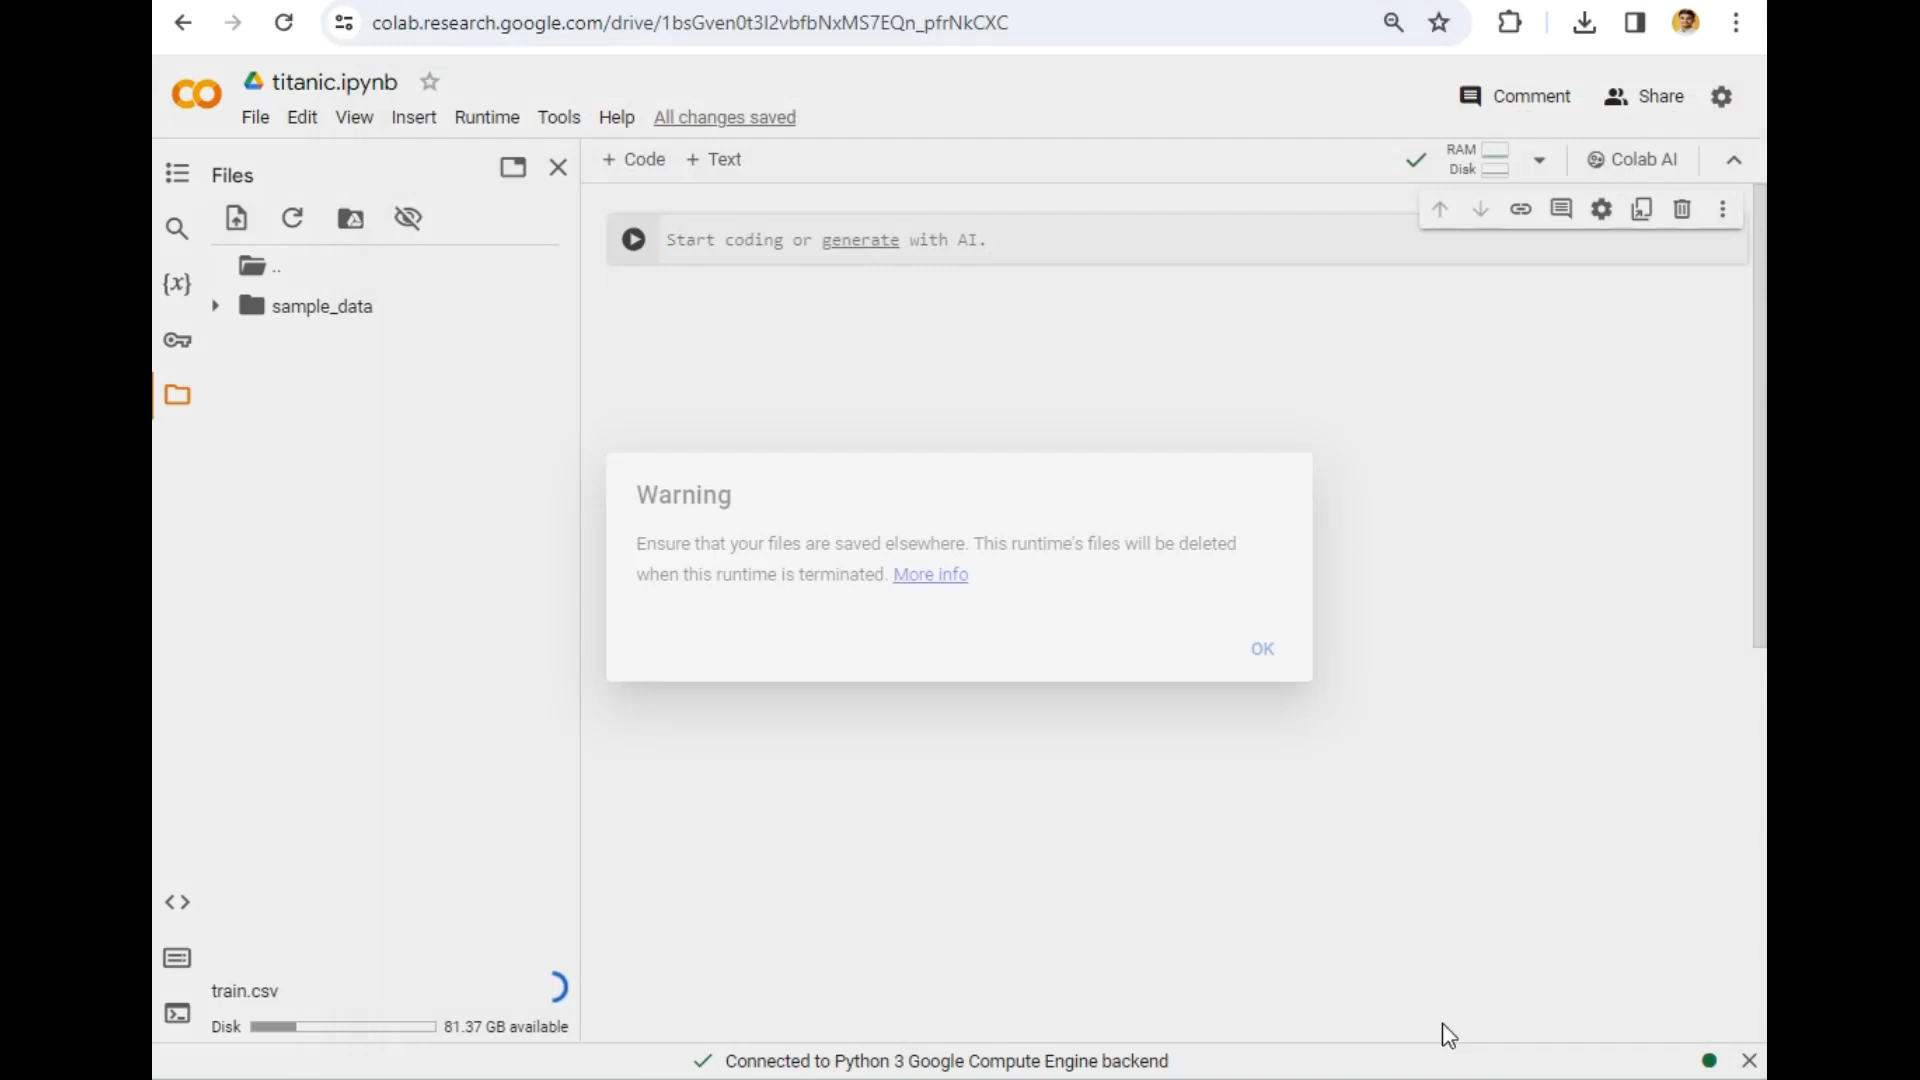 colab.research.google.com/drive/1bsGven0t3I2vbfbNxMS7EQn_pfrNkCXC
titanic.ipynb
Comment
Share
File Edit View Insert Runtime Tools Help All changes saved
Files
+ Code + Text
RAM
Disk
Colab AI
Start coding or generate with AI.
..
{x}
sample_data
Warning
Ensure that your files are saved elsewhere. This runtime's files will be deleted
when this runtime is terminated. More info
OK
train.csv
Disk
81.37 GB available
Connected to Python 3 Google Compute Engine backend